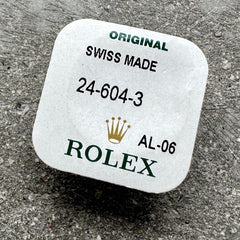 ORIGINAL
SWISS MADE
24-604-3
AL-06
ROLEX